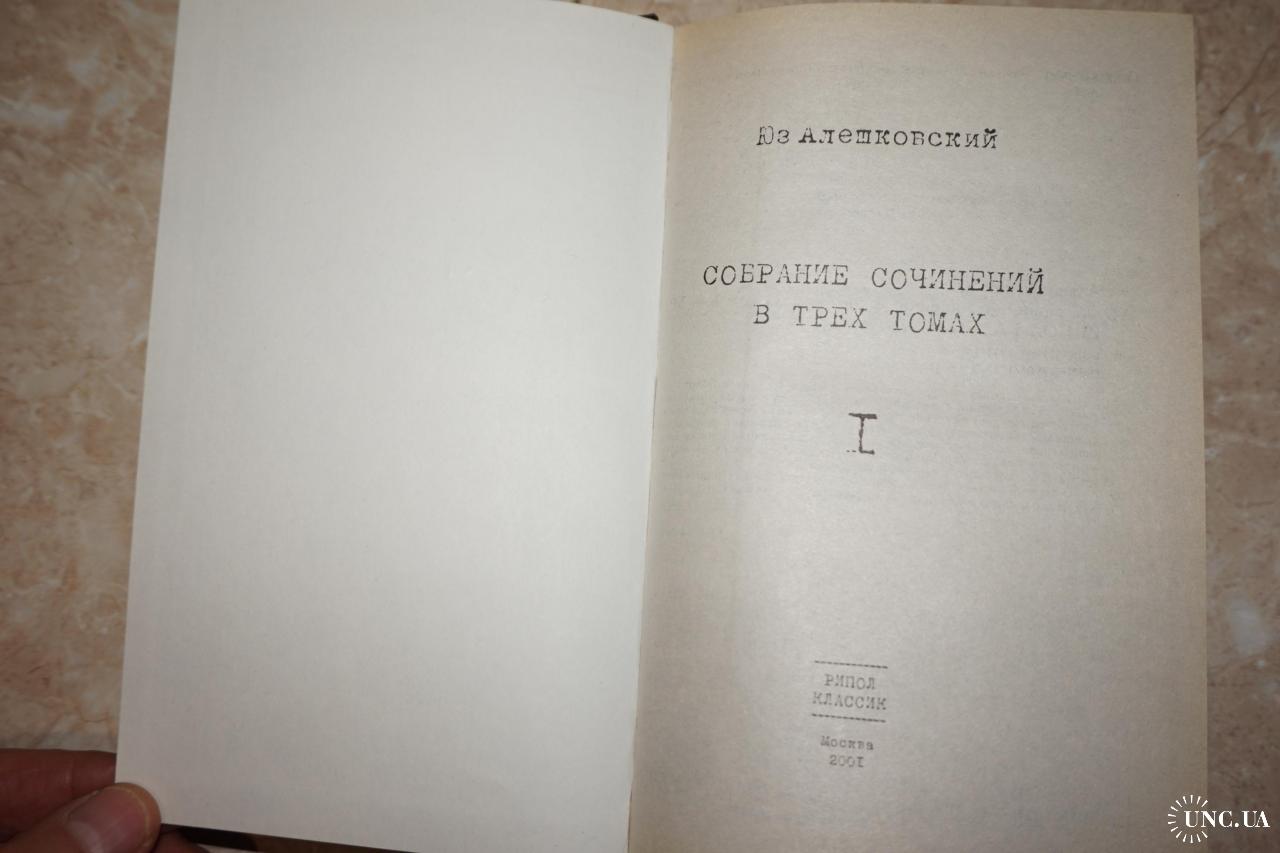 Юз Алешковский
СОБРАНИЕ СОЧИНЕНИЙ
В ТРЕХ ТОМАХ
I
РИПОЛ
КЛАССИК
Москва
2001
UNC.UA